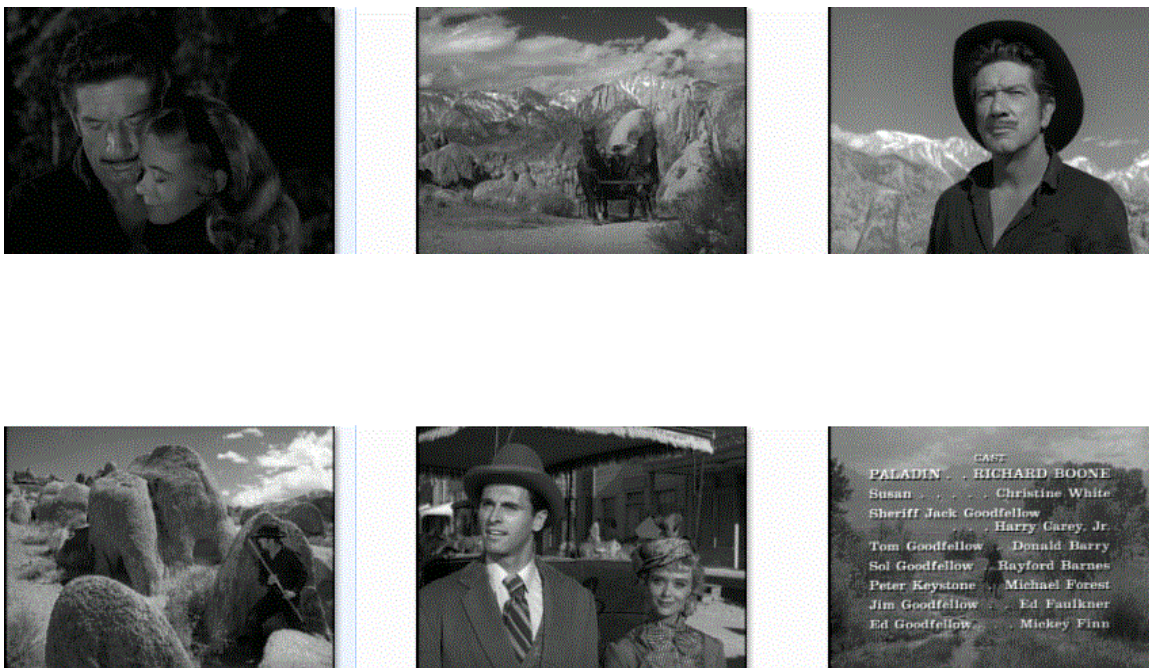 CAST
PALADIN . . RICHARD BOONE
Susan . . . . . Christine White
Sheriff Jack Goodfellow
. . . Harry Carey, Jr.
Tom Goodfellow . Donald Barry
Sol Goodfellow . Rayford Barnes
Peter Keystone . Michael Forest
Jim Goodfellow . . Ed Faulkner
Ed Goodfellow . . . Mickey Finn